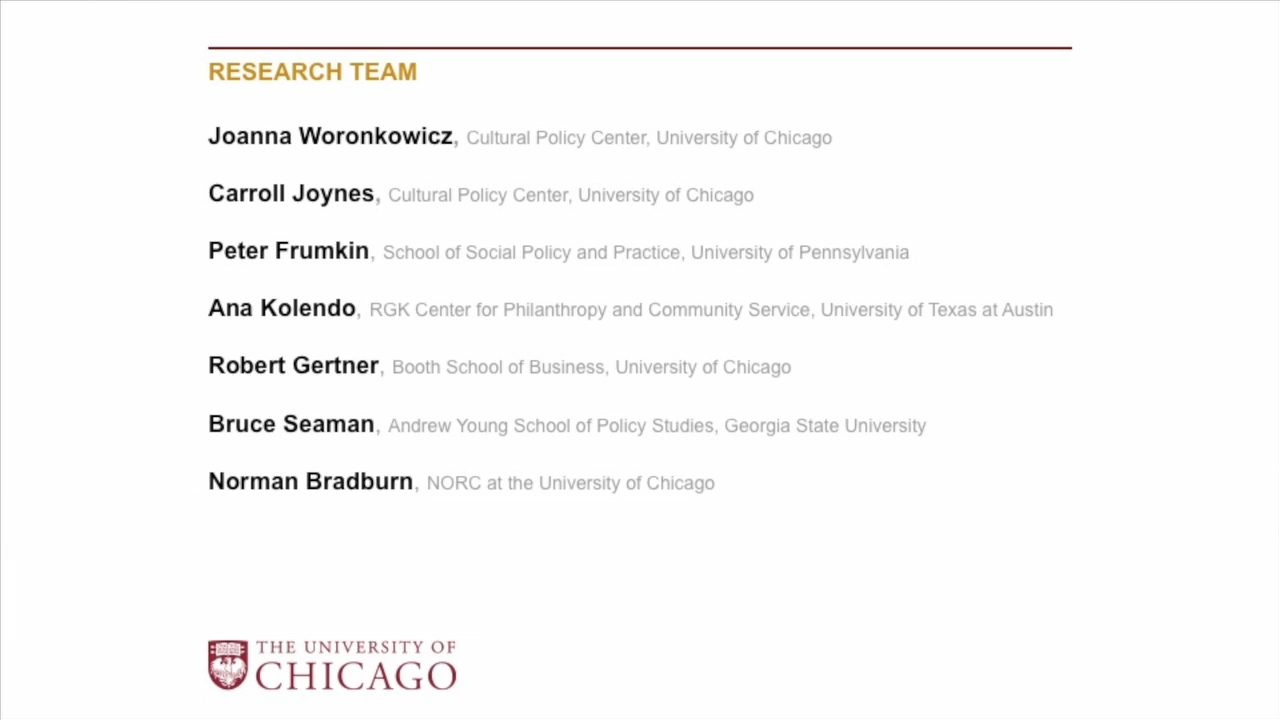 RESEARCH TEAM
Joanna Woronkowicz, Cultural Policy Center, University of Chicago
Carroll Joynes, Cultural Policy Center, University of Chicago
Peter Frumkin, School of Social Policy and Practice, University of Pennsylvania
Ana Kolendo, RGK Center for Philanthropy and Community Service, University of Texas at Austin
Robert Gertner, Booth School of Business, University of Chicago
Bruce Seaman, Andrew Young School of Policy Studies, Georgia State University
Norman Bradburn, NORC at the University of Chicago
THE UNIVERSITY OF
CHICAGO